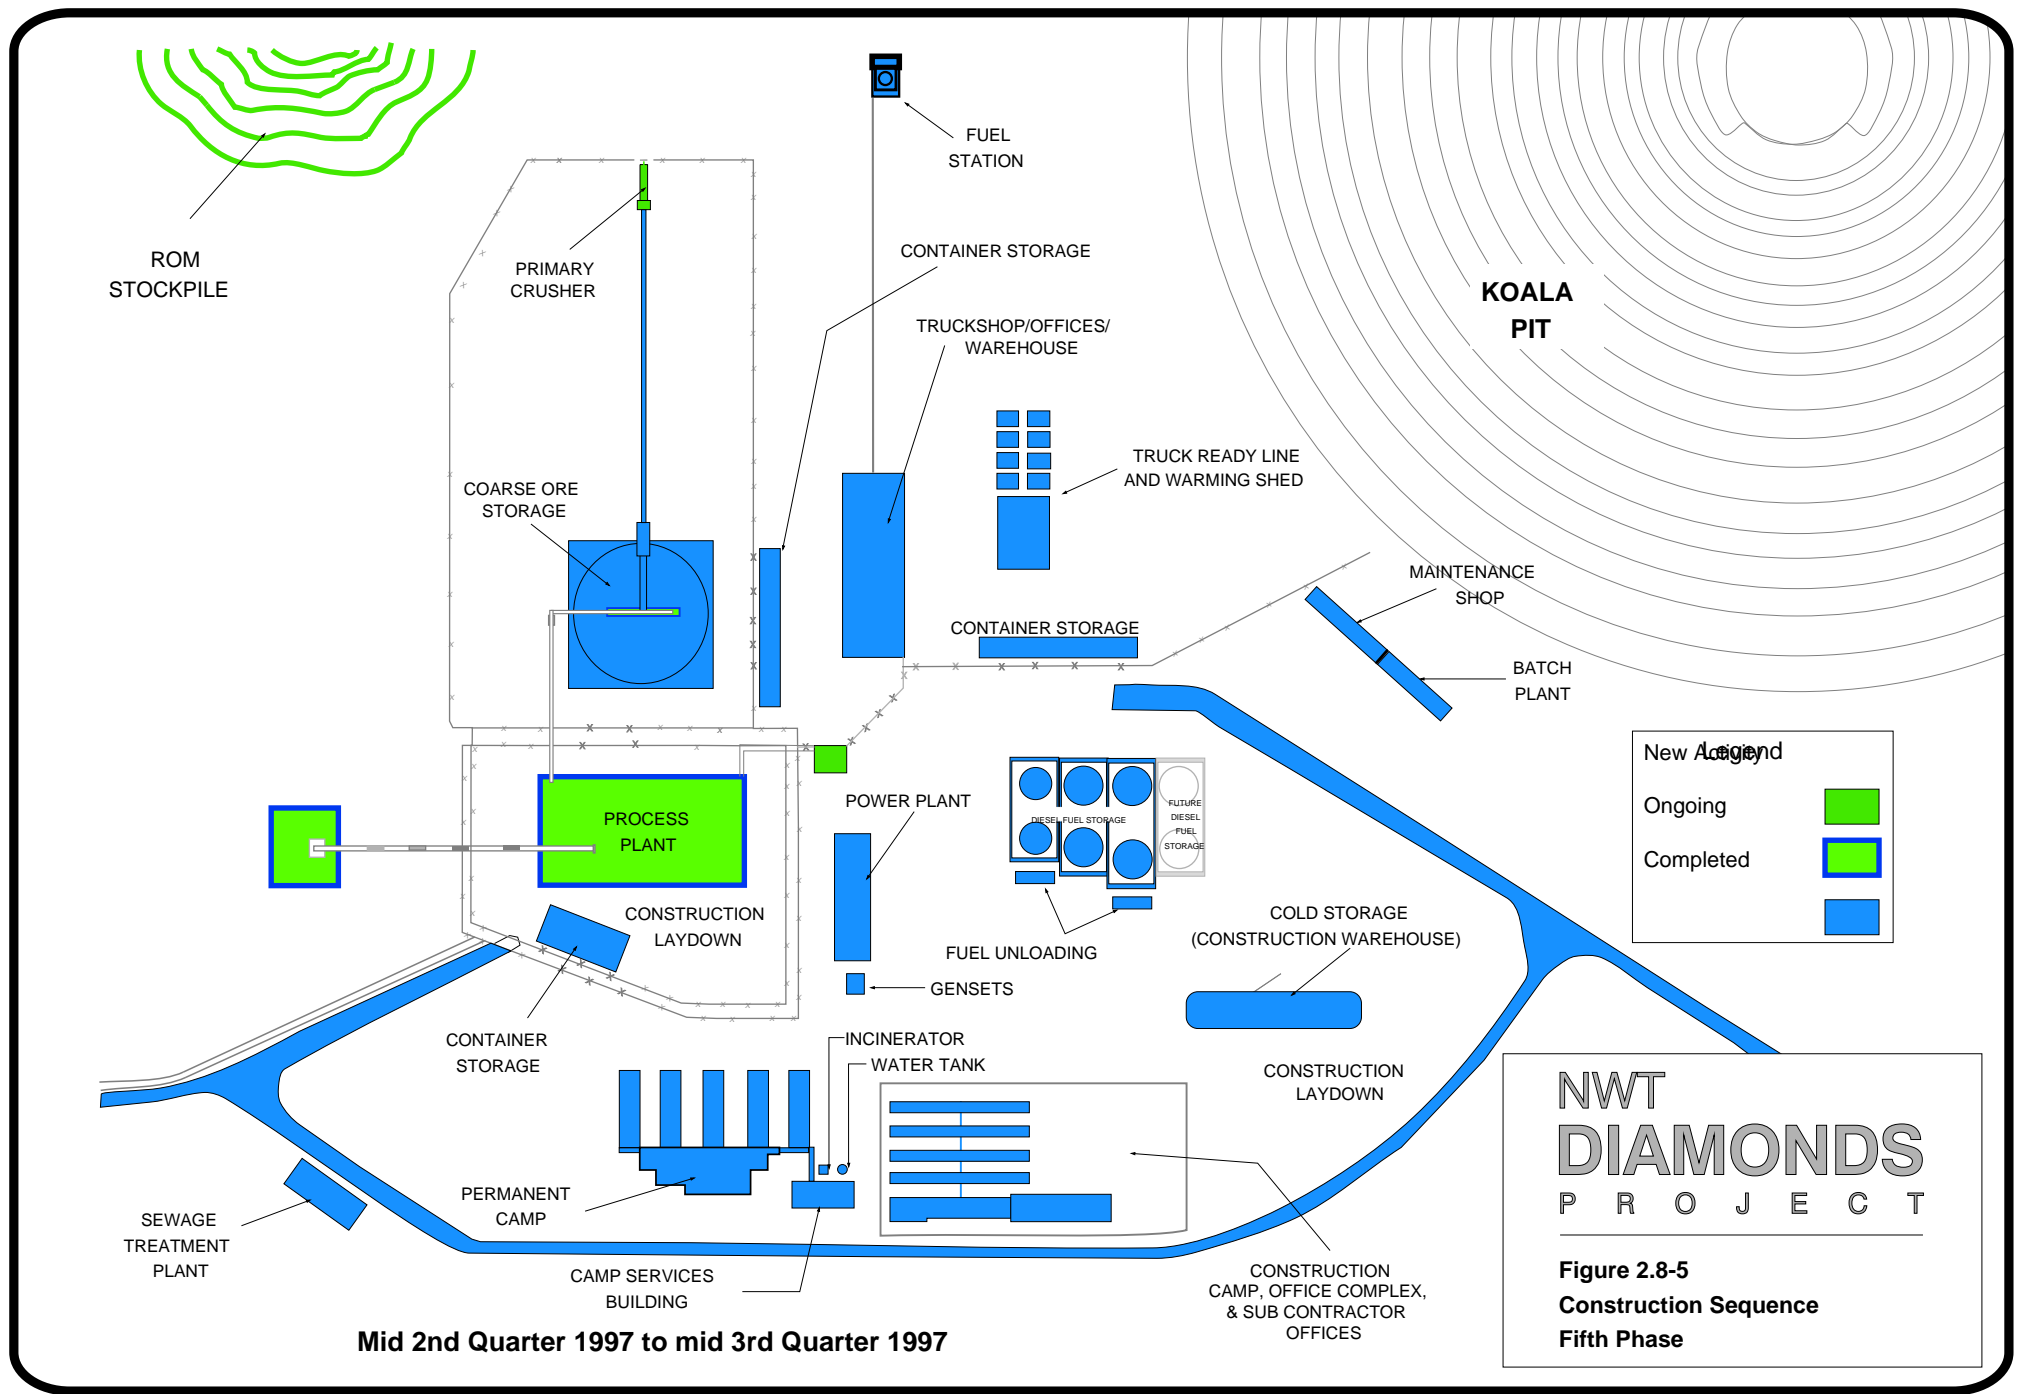 FUEL
STATION
ROM
STOCKPILE
PRIMARY
CRUSHER
CONTAINER STORAGE
TRUCKSHOP/OFFICES/
WAREHOUSE
KOALA
PIT
TRUCK READY LINE
AND WARMING SHED
COARSE ORE
STORAGE
MAINTENANCE
SHOP
CONTAINER STORAGE
BATCH
PLANT
Legend
New Activity
Ongoing
Completed
POWER PLANT
PROCESS
PLANT
DIESEL FUEL STORAGE
FUTURE
DIESEL
FUEL
STORAGE
CONSTRUCTION
LAYDOWN
FUEL UNLOADING
COLD STORAGE
(CONSTRUCTION WAREHOUSE)
GENSETS
CONTAINER
STORAGE
INCINERATOR
WATER TANK
CONSTRUCTION
LAYDOWN
PERMANENT
CAMP
SEWAGE
TREATMENT
PLANT
CAMP SERVICES
BUILDING
CONSTRUCTION
CAMP, OFFICE COMPLEX,
& SUB CONTRACTOR
OFFICES
Mid 2nd Quarter 1997 to mid 3rd Quarter 1997
NWT
DIAMONDS
PROJECT
Figure 2.8-5
Construction Sequence
Fifth Phase